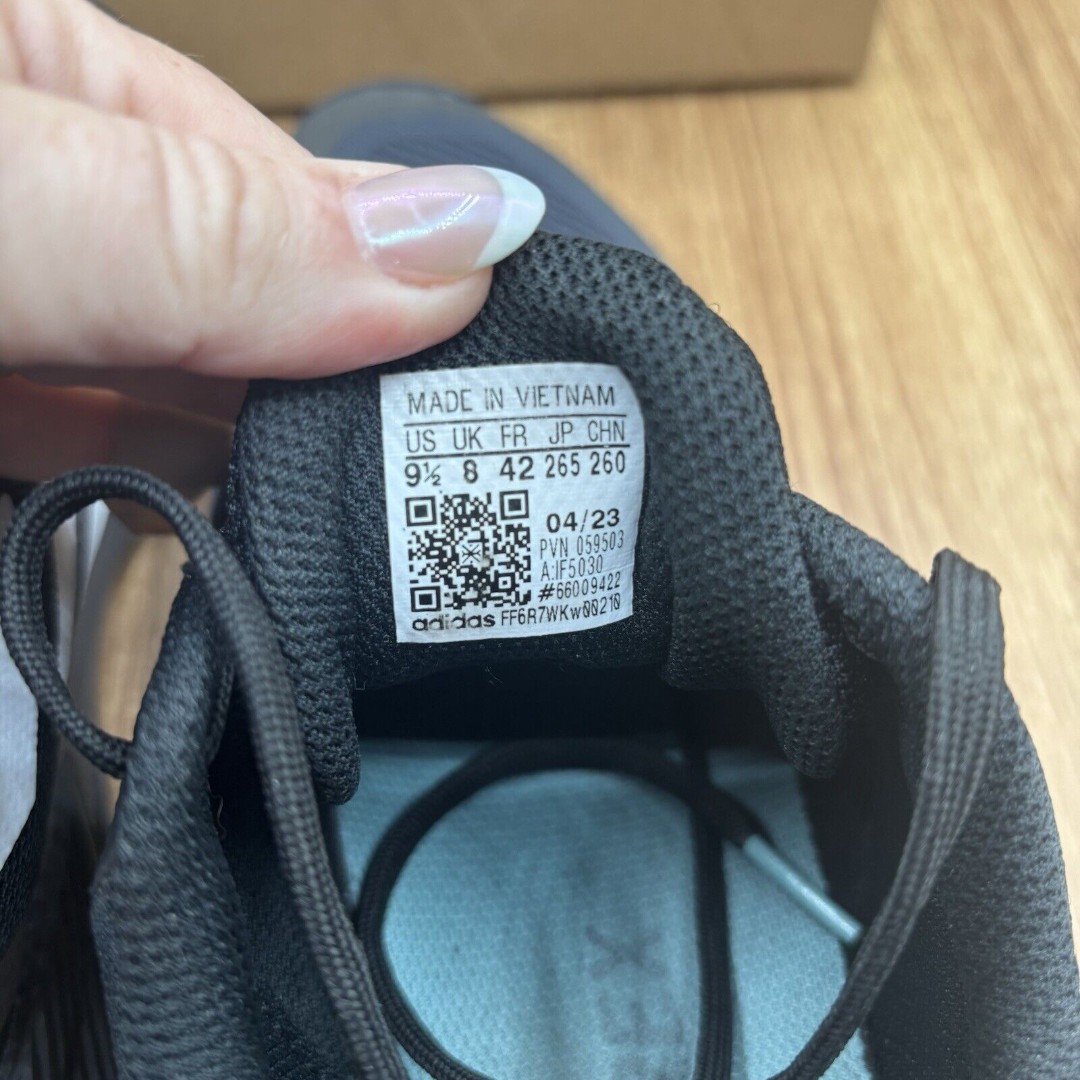 MADE IN VIETNAM
US UK FR JP CHN
9½ 8 42 265 260
04/23
PVN 059503
A:IF5030
#66009422
adidas FF6R7WKw00210